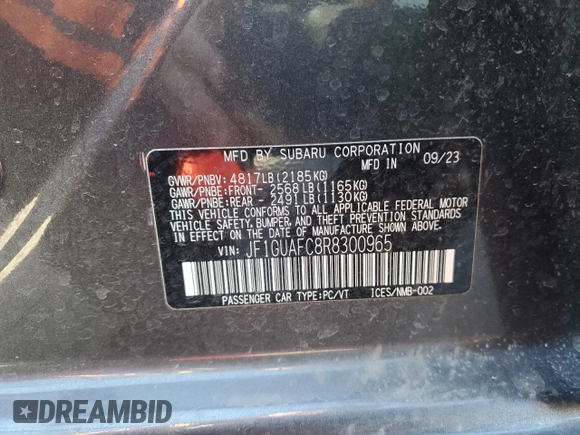 MFD BY SUBARU CORPORATION
MFD. IN 09/23
GVWR/PNBV: 4817LB(2185KG)
GAWR/PNBE:FRONT- 2568LB(1165KG)
GAWR/PNBE:REAR - 2491LB(1130KG)
THIS VEHICLE CONFORMS TO ALL APPLICABLE FEDERAL MOTOR
VEHICLE SAFETY, BUMPER, AND THEFT PREVENTION STANDARDS
IN EFFECT ON THE DATE OF MANUFACTURE SHOWN ABOVE.
VIN: JF1GUAFC8R8300965
PASSENGER CAR TYPE:PC/VT ICES/NMB-002
DREAMBID